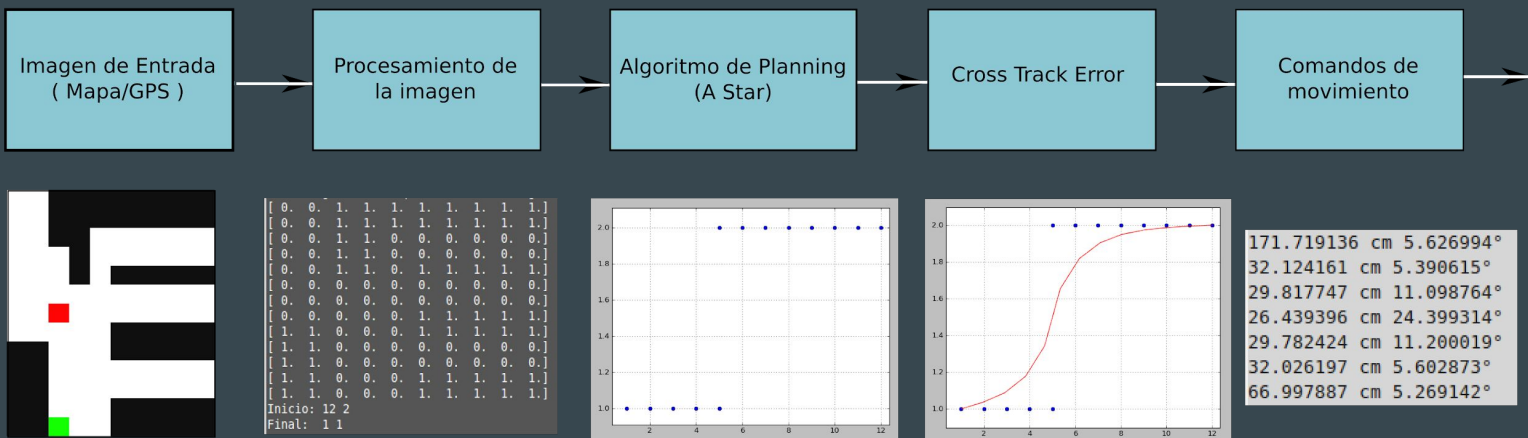 Imagen de Entrada
( Mapa/GPS )
Procesamiento de
la imagen
Algoritmo de Planning
(A Star)
Cross Track Error
Comandos de
movimiento
[ 0. 0. 1. 1. 1. 1. 1. 1. 1. 1.]
[ 0. 0. 1. 1. 1. 1. 1. 1. 1. 1.]
[ 0. 0. 1. 1. 0. 0. 0. 0. 0. 0.]
[ 0. 0. 1. 1. 0. 0. 0. 0. 0. 0.]
[ 0. 0. 0. 1. 0. 1. 1. 1. 1. 1.]
[ 0. 0. 0. 0. 0. 0. 0. 0. 0. 0.]
[ 0. 0. 0. 0. 0. 0. 0. 0. 0. 0.]
[ 0. 0. 0. 0. 0. 1. 1. 1. 1. 1.]
[ 1. 1. 0. 0. 0. 1. 1. 1. 1. 1.]
[ 1. 1. 0. 0. 0. 0. 0. 0. 0. 0.]
[ 1. 1. 0. 0. 0. 0. 0. 0. 0. 0.]
[ 1. 1. 0. 0. 0. 1. 1. 1. 1. 1.]
[ 1. 1. 0. 0. 0. 1. 1. 1. 1. 1.]
Inicio: 12 2
Final: 1 1
2.0
1.8
1.6
1.4
1.2
1.0
2 4 6 8 10 12
2.0
1.8
1.6
1.4
1.2
1.0
2 4 6 8 10 12
171.719136 cm 5.626994°
32.124161 cm 5.390615°
29.817747 cm 11.098764°
26.439396 cm 24.399314°
29.782424 cm 11.200019°
32.026197 cm 5.602873°
66.997887 cm 5.269142°